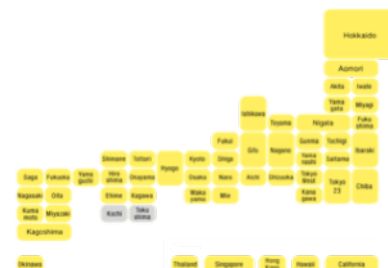 Hokkaido
Aomori
Akita Iwate
Yama gata Miyagi
Ishikawa Toyama Niigata Fuku shima
Fukui Gifu Nagano Gunma Tochigi Ibaraki
Shimane Tottori Hyogo Kyoto Shiga Yama nashi Saitama
Saga Fukuoka Yama guchi Hiro shima Okayama Osaka Nara Aichi Shizuoka Tokyo West Tokyo 23 Chiba
Nagasaki Oita Ehime Kagawa Waka yama Mie Kana gawa
Kuma moto Miyazaki Kochi Toku shima
Kagoshima
Okinawa Thailand Singapore Hong Kong Hawaii California